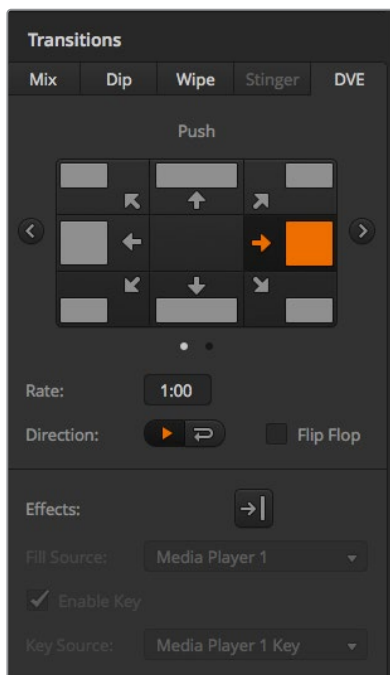 Transitions
Mix Dip Wipe Stinger DVE
Push
Rate: 1:00
Direction: Flip Flop
Effects:
Fill Source: Media Player 1
Enable Key
Key Source: Media Player 1 Key